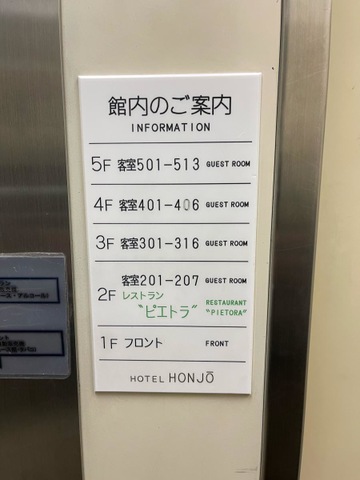 館内のご案内
INFORMATION
5F 客室501-513 GUEST ROOM
4F 客室401-406 GUEST ROOM
3F 客室301-316 GUEST ROOM
客室201-207 GUEST ROOM
2F レストラン RESTAURANT
"ピエトラ" "PIETORA"
1F フロント FRONT
HOTEL HONJŌ